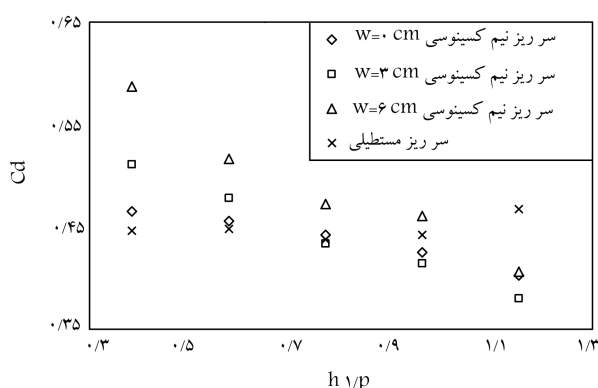 ۰/۶۵
۰/۵۵
۰/۴۵
۰/۳۵
Cd
سر ریز نیم کسینوسی w=۰ cm
سر ریز نیم کسینوسی w=۳ cm
سر ریز نیم کسینوسی w=۶ cm
سر ریز مستطیلی
۰/۳ ۰/۵ ۰/۷ ۰/۹ ۱/۱ ۱/۳
h ۱/p